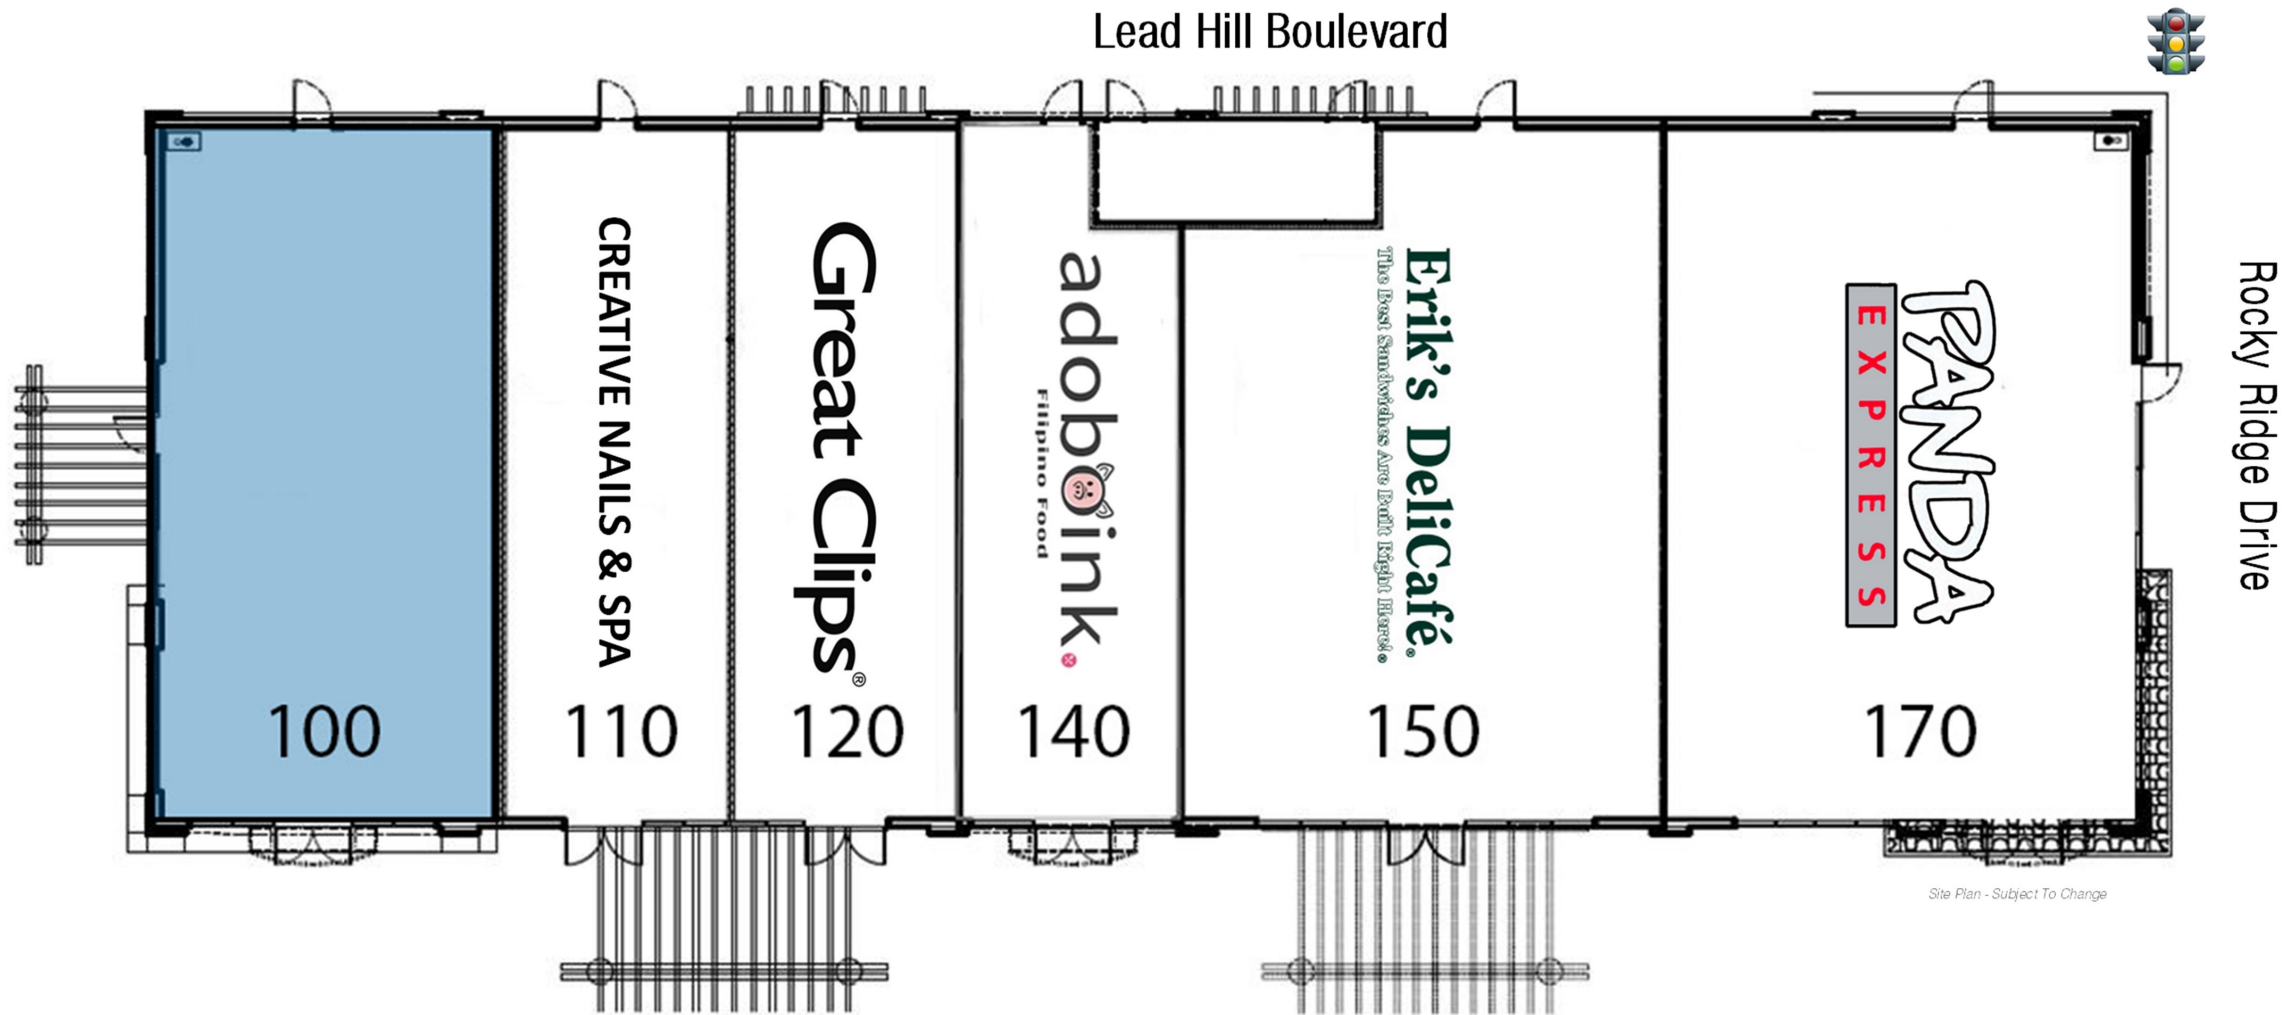 Lead Hill Boulevard
Rocky Ridge Drive
100
CREATIVE NAILS & SPA
110
Great Clips®
120
adoboink.
Filipino Food
140
Erik's DeliCafé®
The Best Sandwiches Are Built Right Here!®
150
PANDA
EXPRESS
170
Site Plan - Subject To Change